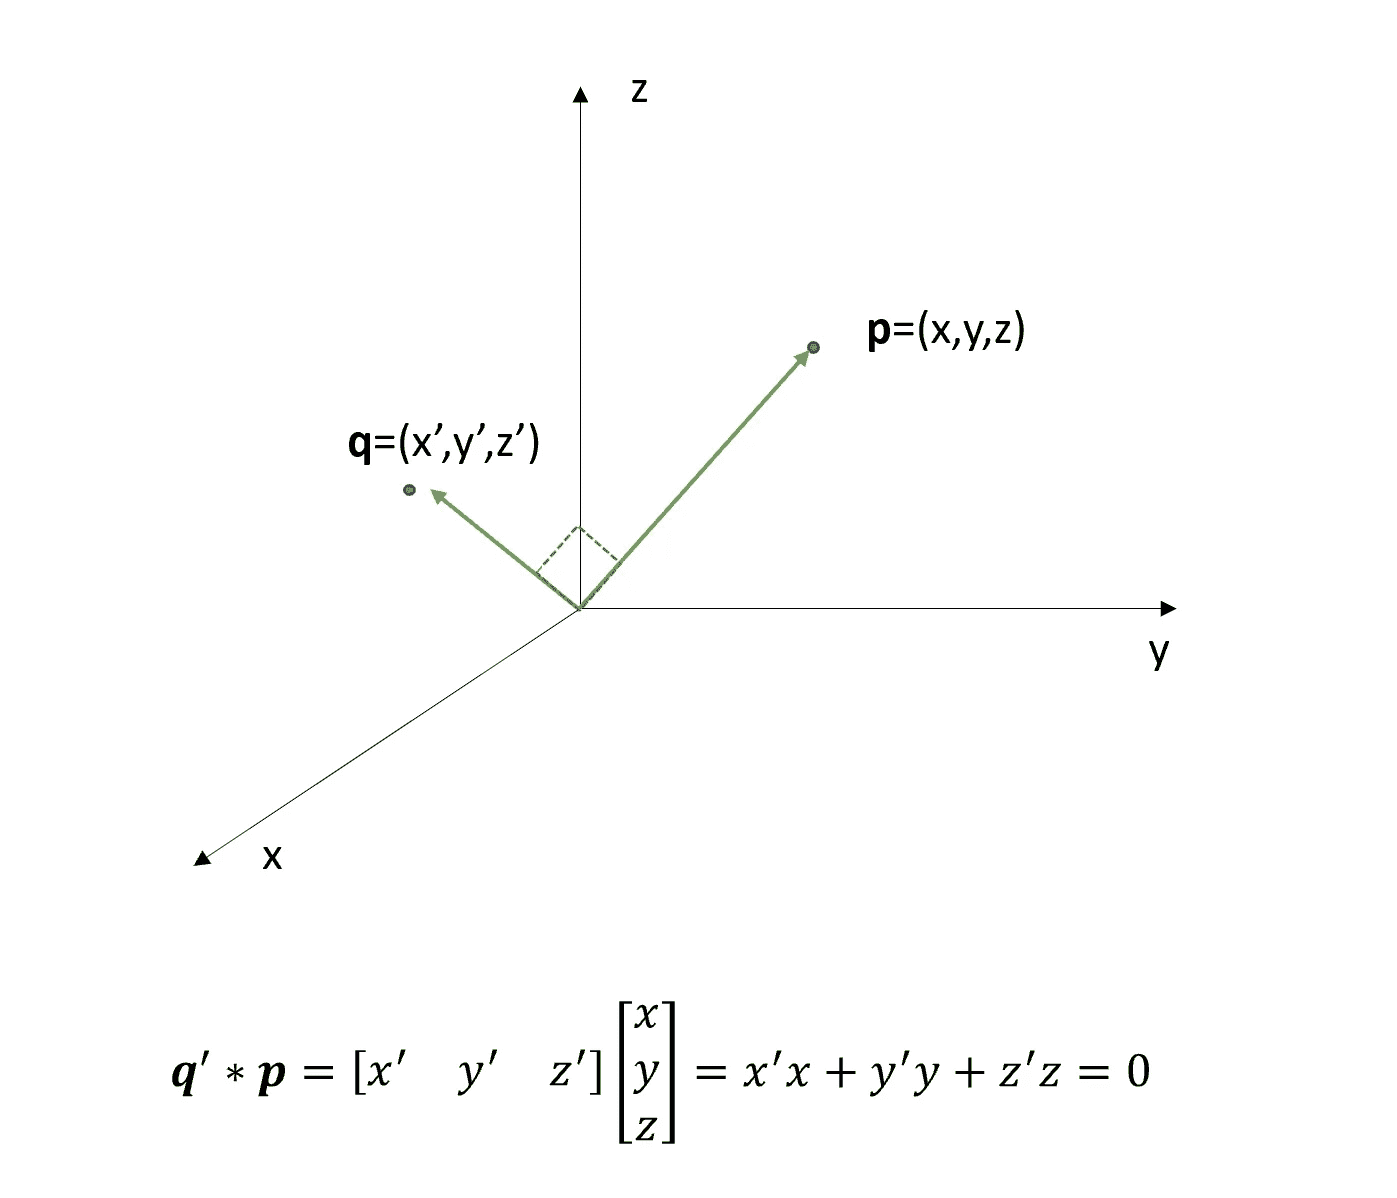 z
p=(x,y,z)
q=(x’,y’,z’)
y
x
q′ ∗ p = [x′ y′ z′] [x y z] = x′x + y′y + z′z = 0